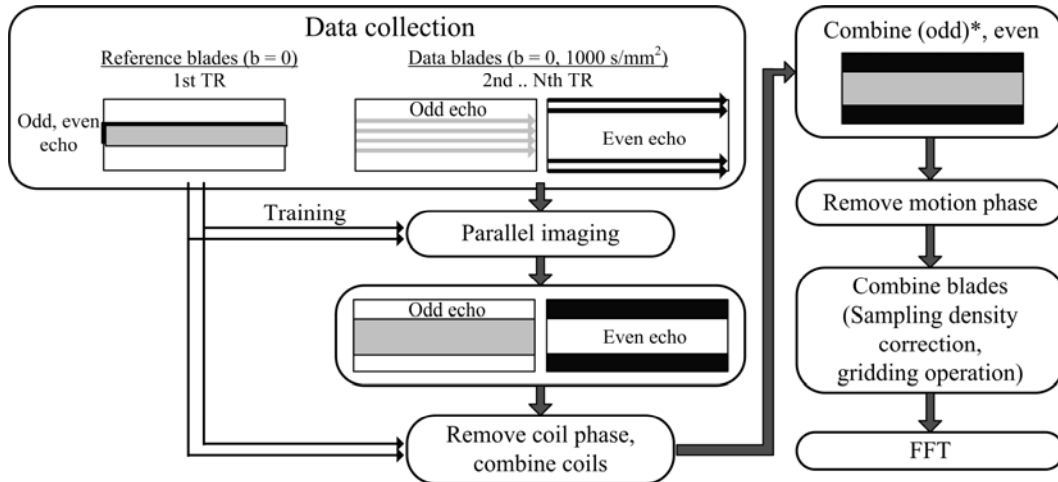 Data collection
Reference blades (b = 0)
1st TR
Odd, even
echo
Data blades (b = 0, 1000 s/mm²)
2nd .. Nth TR
Odd echo
Even echo
Training
Parallel imaging
Odd echo
Even echo
Remove coil phase,
combine coils
Combine (odd)*, even
Remove motion phase
Combine blades
(Sampling density
correction,
gridding operation)
FFT